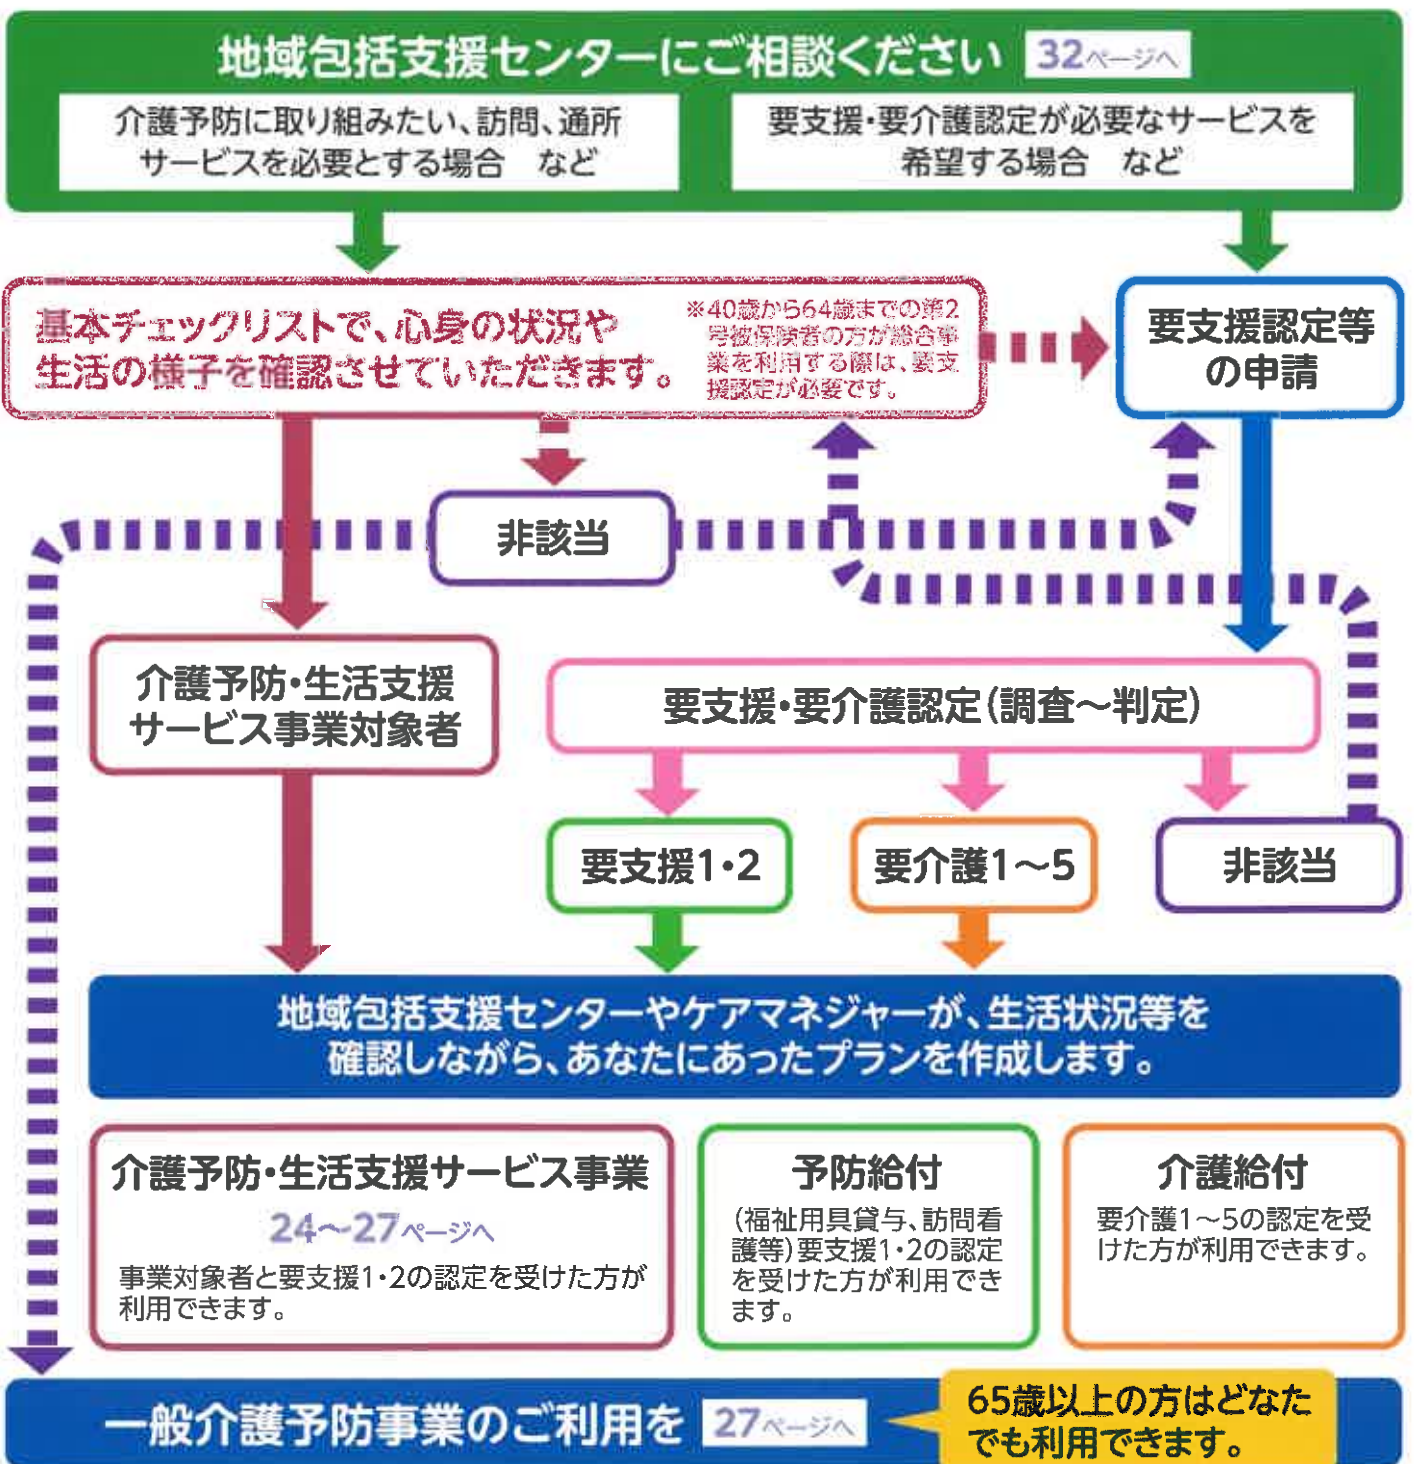 地域包括支援センターにご相談ください 32ページへ
介護予防に取り組みたい、訪問、通所
サービスを必要とする場合　など
要支援・要介護認定が必要なサービスを
希望する場合　など
基本チェックリストで、心身の状況や
生活の様子を確認させていただきます。
※40歳から64歳までの第2
号被保険者の方が総合事
業を利用する際は、要支
援認定が必要です。
要支援認定等
の申請
非該当
介護予防・生活支援
サービス事業対象者
要支援・要介護認定（調査～判定）
要支援1・2
要介護1～5
非該当
地域包括支援センターやケアマネジャーが、生活状況等を
確認しながら、あなたにあったプランを作成します。
介護予防・生活支援サービス事業
24～27ページへ
事業対象者と要支援1・2の認定を受けた方が
利用できます。
予防給付
（福祉用具貸与、訪問看
護等）要支援1・2の認定
を受けた方が利用でき
ます。
介護給付
要介護1～5の認定を受
けた方が利用できます。
一般介護予防事業のご利用を 27ページへ
65歳以上の方はどなた
でも利用できます。